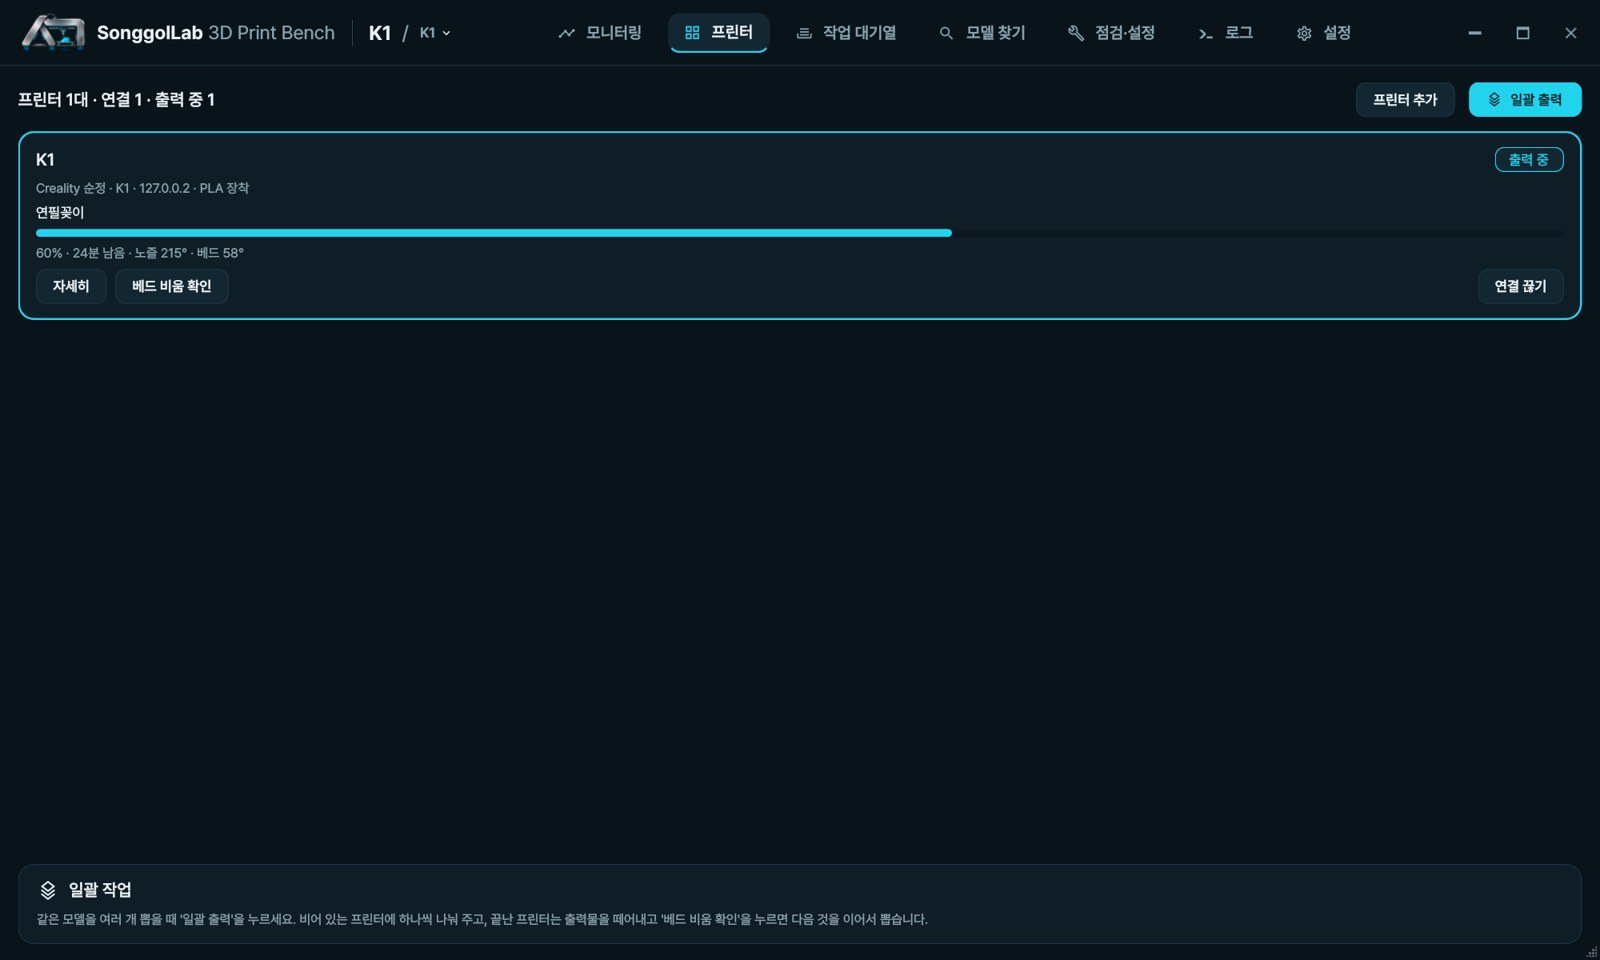 SonggolLab 3D Print Bench K1 / K1 모니터링 프린터 작업 대기열 모델 찾기 점검·설정 로그 설정
프린터 1대 · 연결 1 · 출력 중 1 프린터 추가 일괄 출력
K1 출력 중
Creality 순정 · K1 · 127.0.0.2 · PLA 장착
연필꽂이
60% · 24분 남음 · 노즐 215° · 베드 58°
자세히 베드 비움 확인 연결 끊기
일괄 작업
같은 모델을 여러 개 뽑을 때 '일괄 출력'을 누르세요. 비어 있는 프린터에 하나씩 나눠 주고, 끝난 프린터는 출력물을 떼어내고 '베드 비움 확인'을 누르면 다음 것을 이어서 뽑습니다.